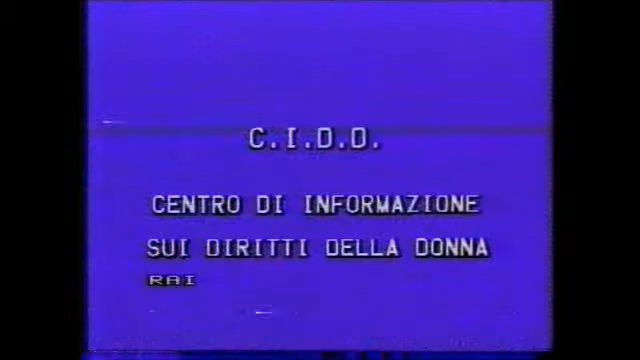 C.I.D.D.
CENTRO DI INFORMAZIONE
SUI DIRITTI DELLA DONNA
RAI